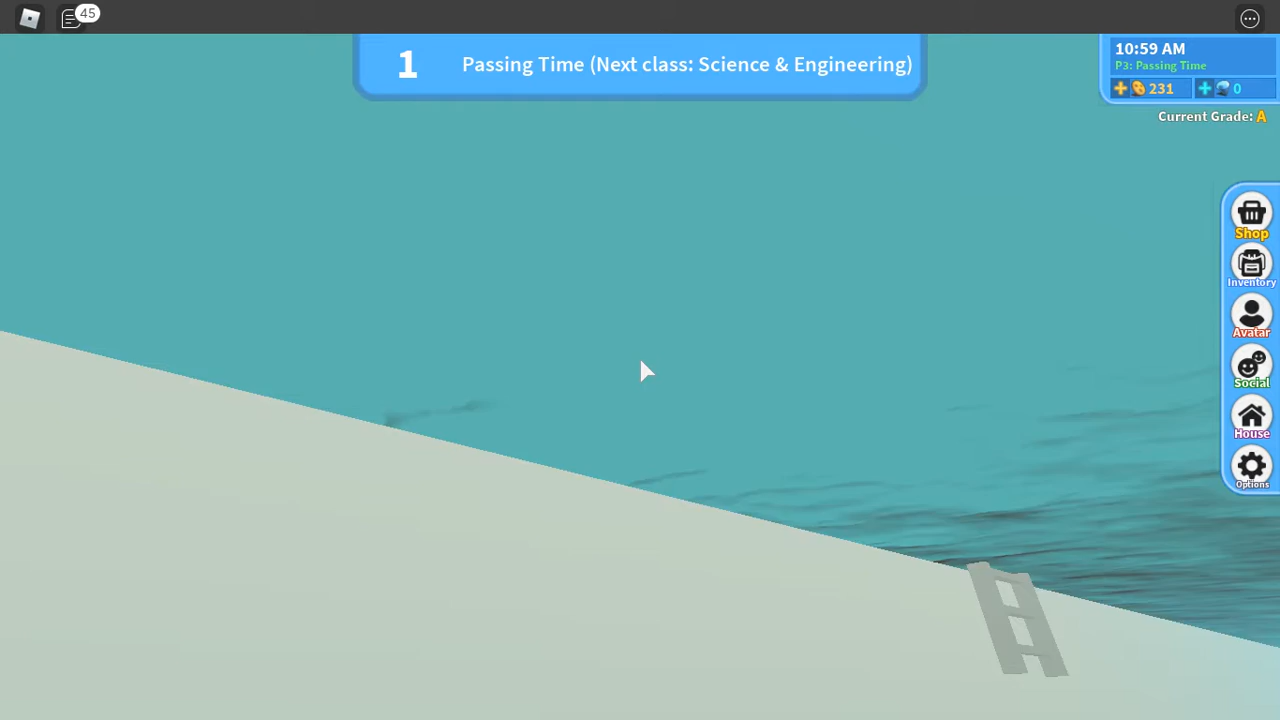 45
1 Passing Time (Next class: Science & Engineering)
10:59 AM
P3: Passing Time
231 0
Current Grade: A
Shop
Inventory
Avatar
Social
House
Options